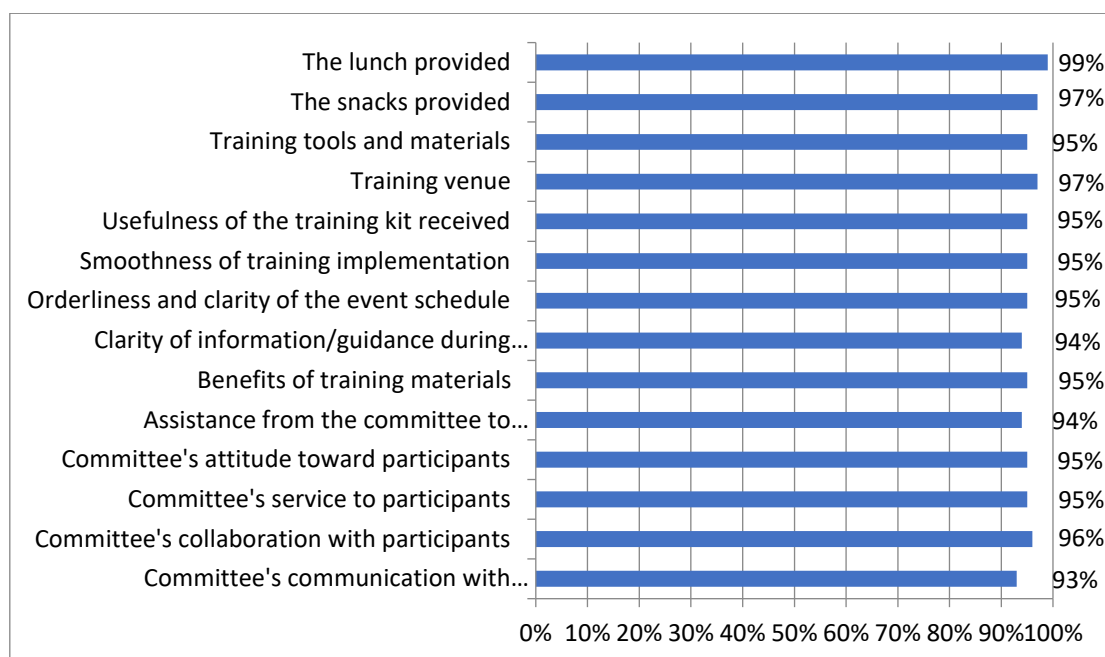 The lunch provided 99%
The snacks provided 97%
Training tools and materials 95%
Training venue 97%
Usefulness of the training kit received 95%
Smoothness of training implementation 95%
Orderliness and clarity of the event schedule 95%
Clarity of information/guidance during... 94%
Benefits of training materials 95%
Assistance from the committee to... 94%
Committee's attitude toward participants 95%
Committee's service to participants 95%
Committee's collaboration with participants 96%
Committee's communication with... 93%
0% 10% 20% 30% 40% 50% 60% 70% 80% 90% 100%